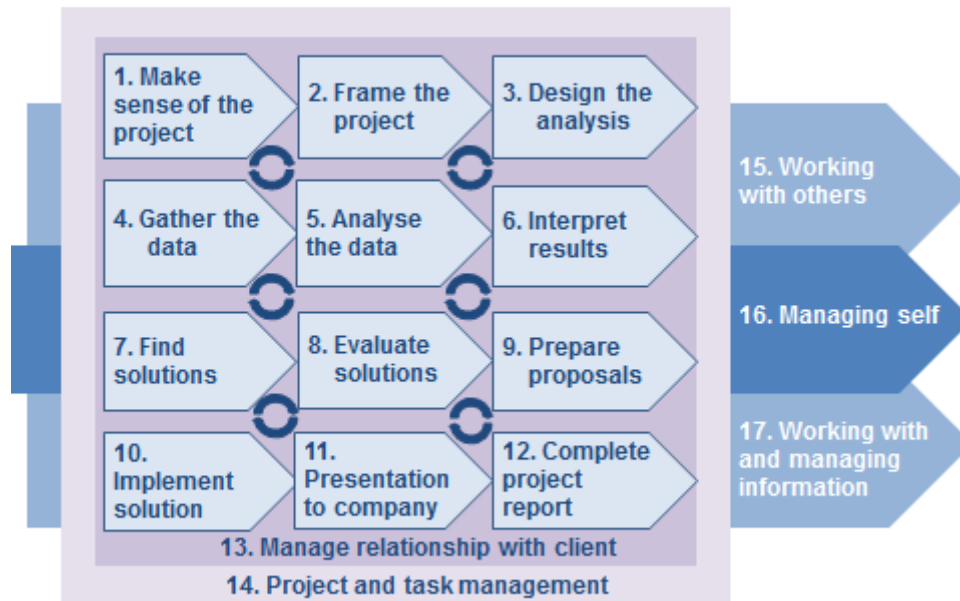 1. Make
sense of the
project
2. Frame the
project
3. Design the
analysis
4. Gather the
data
5. Analyse
the data
6. Interpret
results
7. Find
solutions
8. Evaluate
solutions
9. Prepare
proposals
10.
Implement
solution
11.
Presentation
to company
12. Complete
project
report
13. Manage relationship with client
14. Project and task management
15. Working
with others
16. Managing self
17. Working with
and managing
information